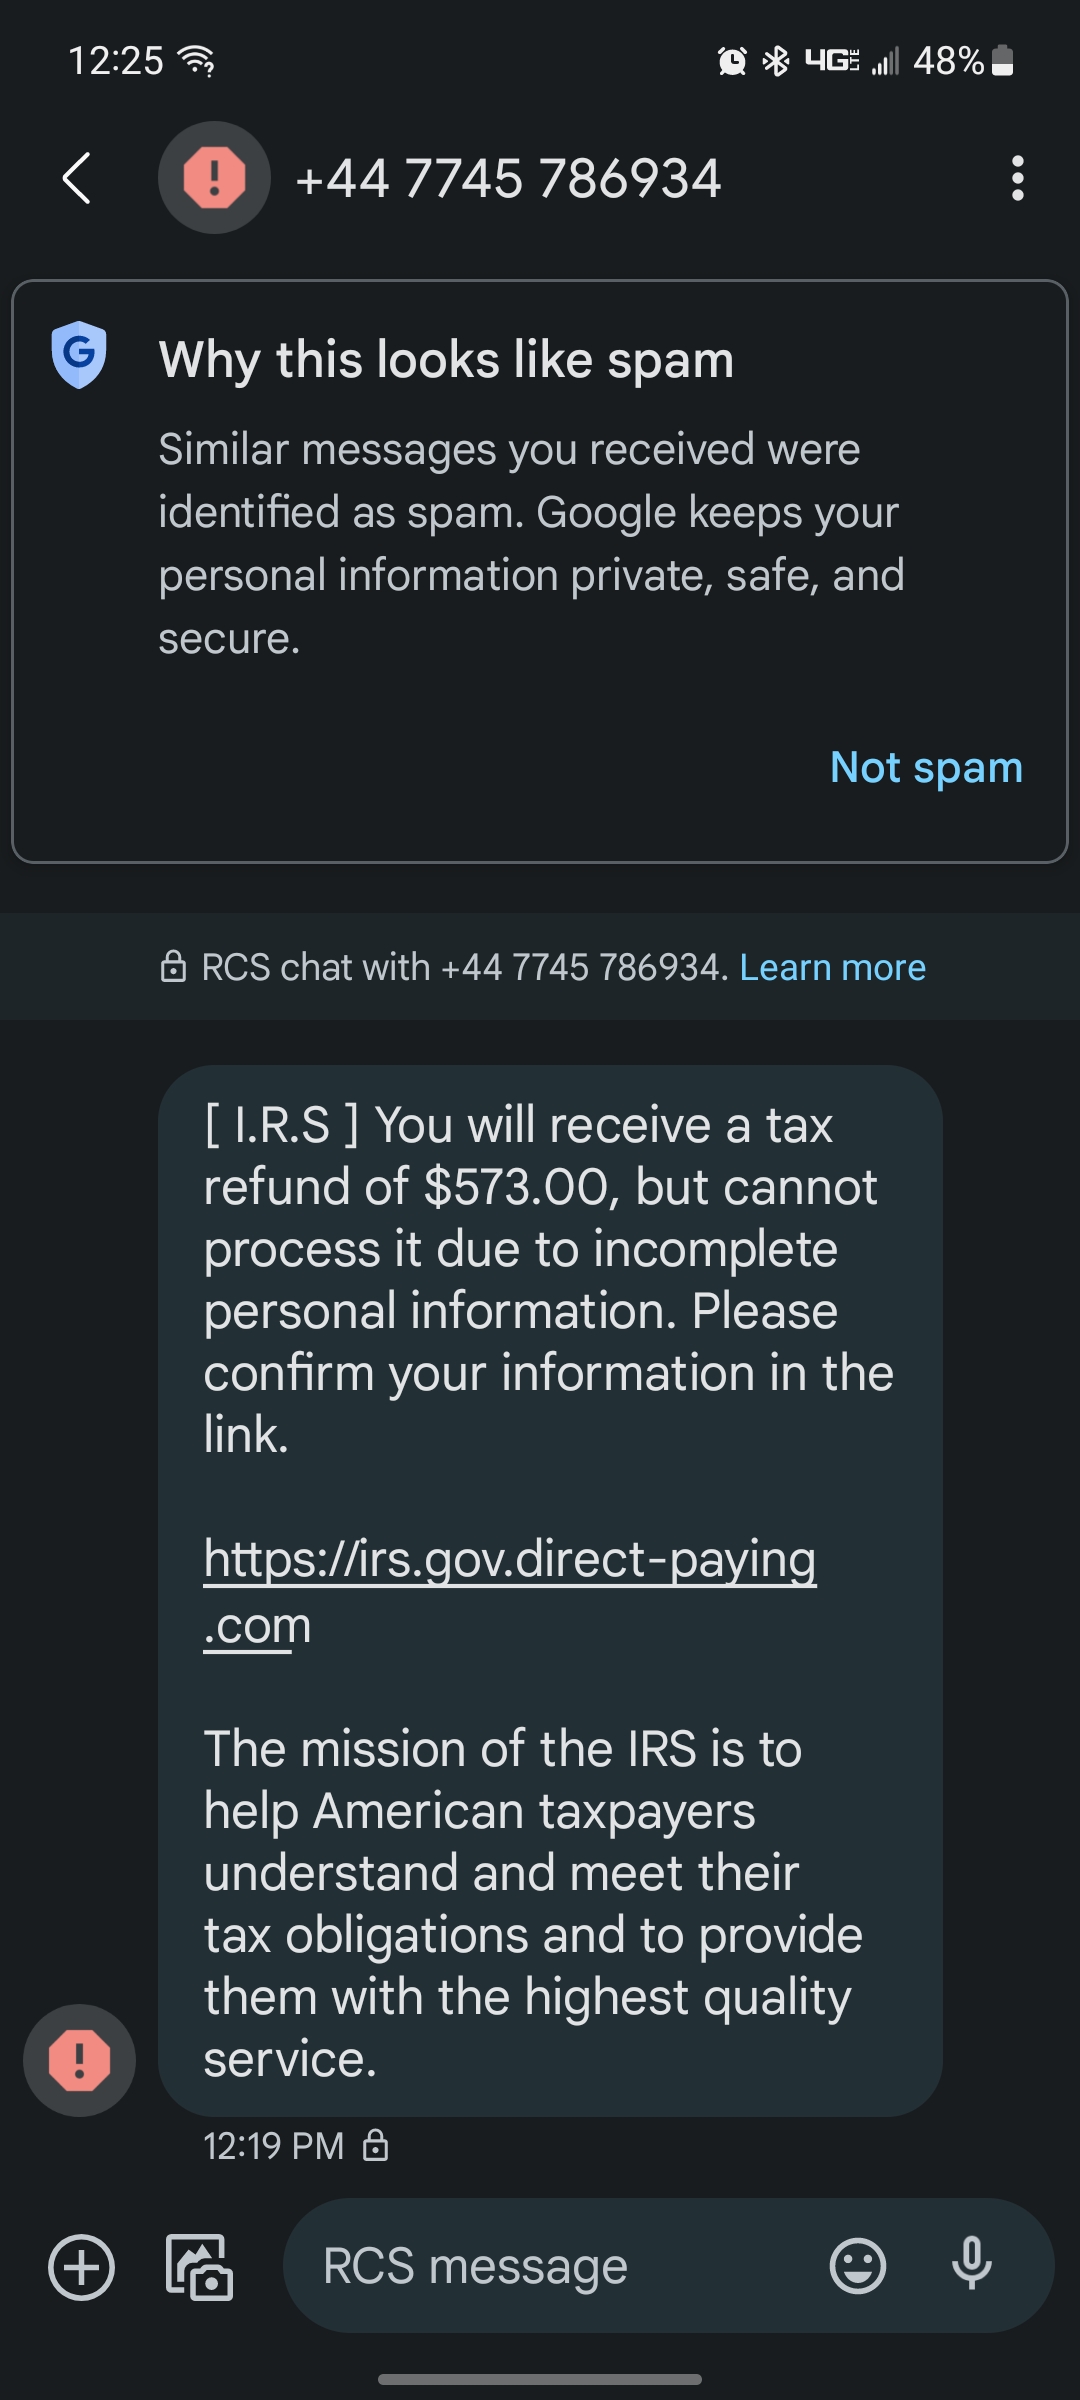 12:25
4G LTE 48%
+44 7745 786934
G
Why this looks like spam
Similar messages you received were
identified as spam. Google keeps your
personal information private, safe, and
secure.
Not spam
RCS chat with +44 7745 786934. Learn more
[ I.R.S ] You will receive a tax
refund of $573.00, but cannot
process it due to incomplete
personal information. Please
confirm your information in the
link.
https://irs.gov.direct-paying
.com
The mission of the IRS is to
help American taxpayers
understand and meet their
tax obligations and to provide
them with the highest quality
service.
12:19 PM
RCS message